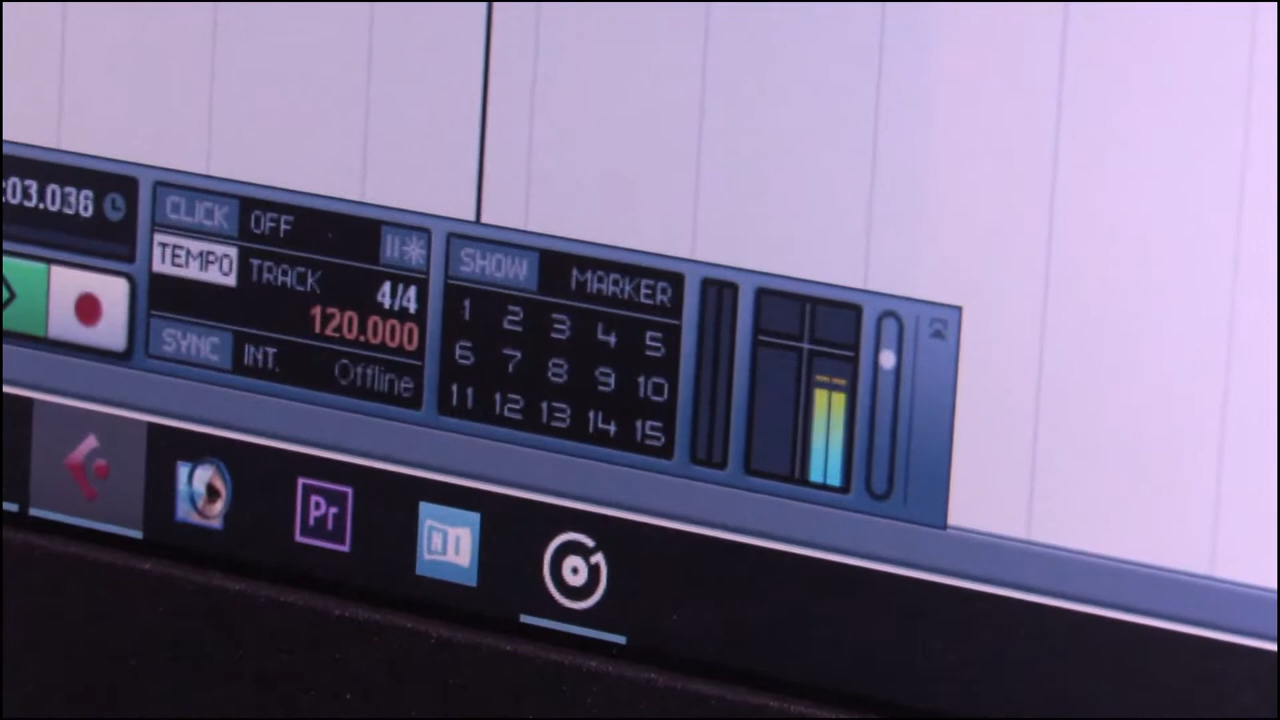 :03.036
CLICK OFF
TEMPO TRACK
4/4
120.000
SYNC INT. Offline
SHOW MARKER
1 2 3 4 5
6 7 8 9 10
11 12 13 14 15
Pr
NI